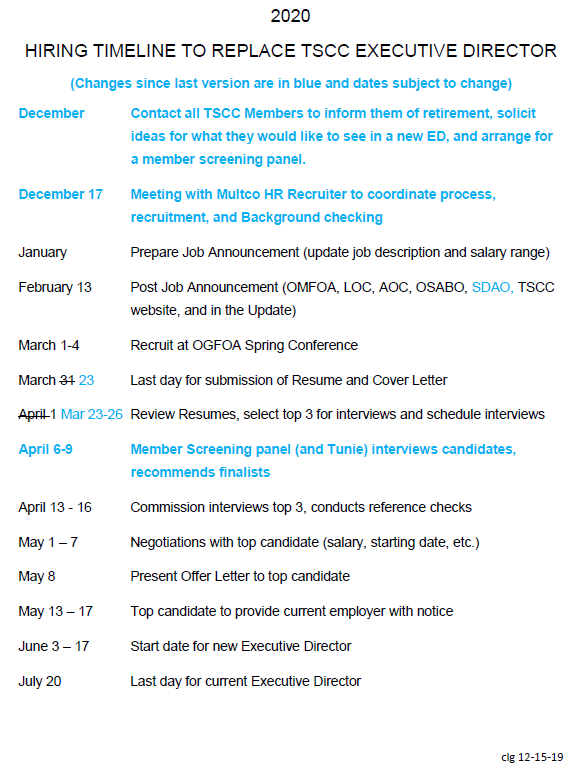 2020
HIRING TIMELINE TO REPLACE TSCC EXECUTIVE DIRECTOR
(Changes since last version are in blue and dates subject to change)
December Contact all TSCC Members to inform them of retirement, solicit
ideas for what they would like to see in a new ED, and arrange for
a member screening panel.
December 17 Meeting with Multco HR Recruiter to coordinate process,
recruitment, and Background checking
January Prepare Job Announcement (update job description and salary range)
February 13 Post Job Announcement (OMFOA, LOC, AOC, OSABO, SDAO, TSCC
website, and in the Update)
March 1-4 Recruit at OGFOA Spring Conference
March 31 23 Last day for submission of Resume and Cover Letter
April 1 Mar 23-26 Review Resumes, select top 3 for interviews and schedule interviews
April 6-9 Member Screening panel (and Tunie) interviews candidates,
recommends finalists
April 13 - 16 Commission interviews top 3, conducts reference checks
May 1 – 7 Negotiations with top candidate (salary, starting date, etc.)
May 8 Present Offer Letter to top candidate
May 13 – 17 Top candidate to provide current employer with notice
June 3 – 17 Start date for new Executive Director
July 20 Last day for current Executive Director
clg 12-15-19